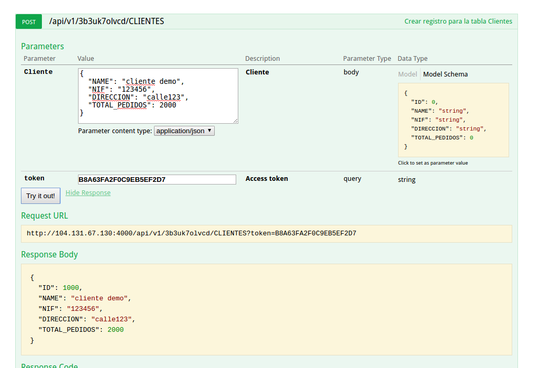 POST /api/v1/3b3uk7olvcd/CLIENTES Crear registro para la tabla Clientes
Parameters
Parameter Value Description Parameter Type Data Type
Cliente
{
"NAME": "cliente demo",
"NIF": "123456",
"DIRECCION": "calle123",
"TOTAL_PEDIDOS": 2000
}
Parameter content type: application/json
Cliente body
Model Model Schema
{
"ID": 0,
"NAME": "string",
"NIF": "string",
"DIRECCION": "string",
"TOTAL_PEDIDOS": 0
}
Click to set as parameter value
token B8A63FA2F0C9EB5EF2D7 Access token query string
Try it out! Hide Response
Request URL
http://104.131.67.130:4000/api/v1/3b3uk7olvcd/CLIENTES?token=B8A63FA2F0C9EB5EF2D7
Response Body
{
"ID": 1000,
"NAME": "cliente demo",
"NIF": "123456",
"DIRECCION": "calle123",
"TOTAL_PEDIDOS": 2000
}
Response Code